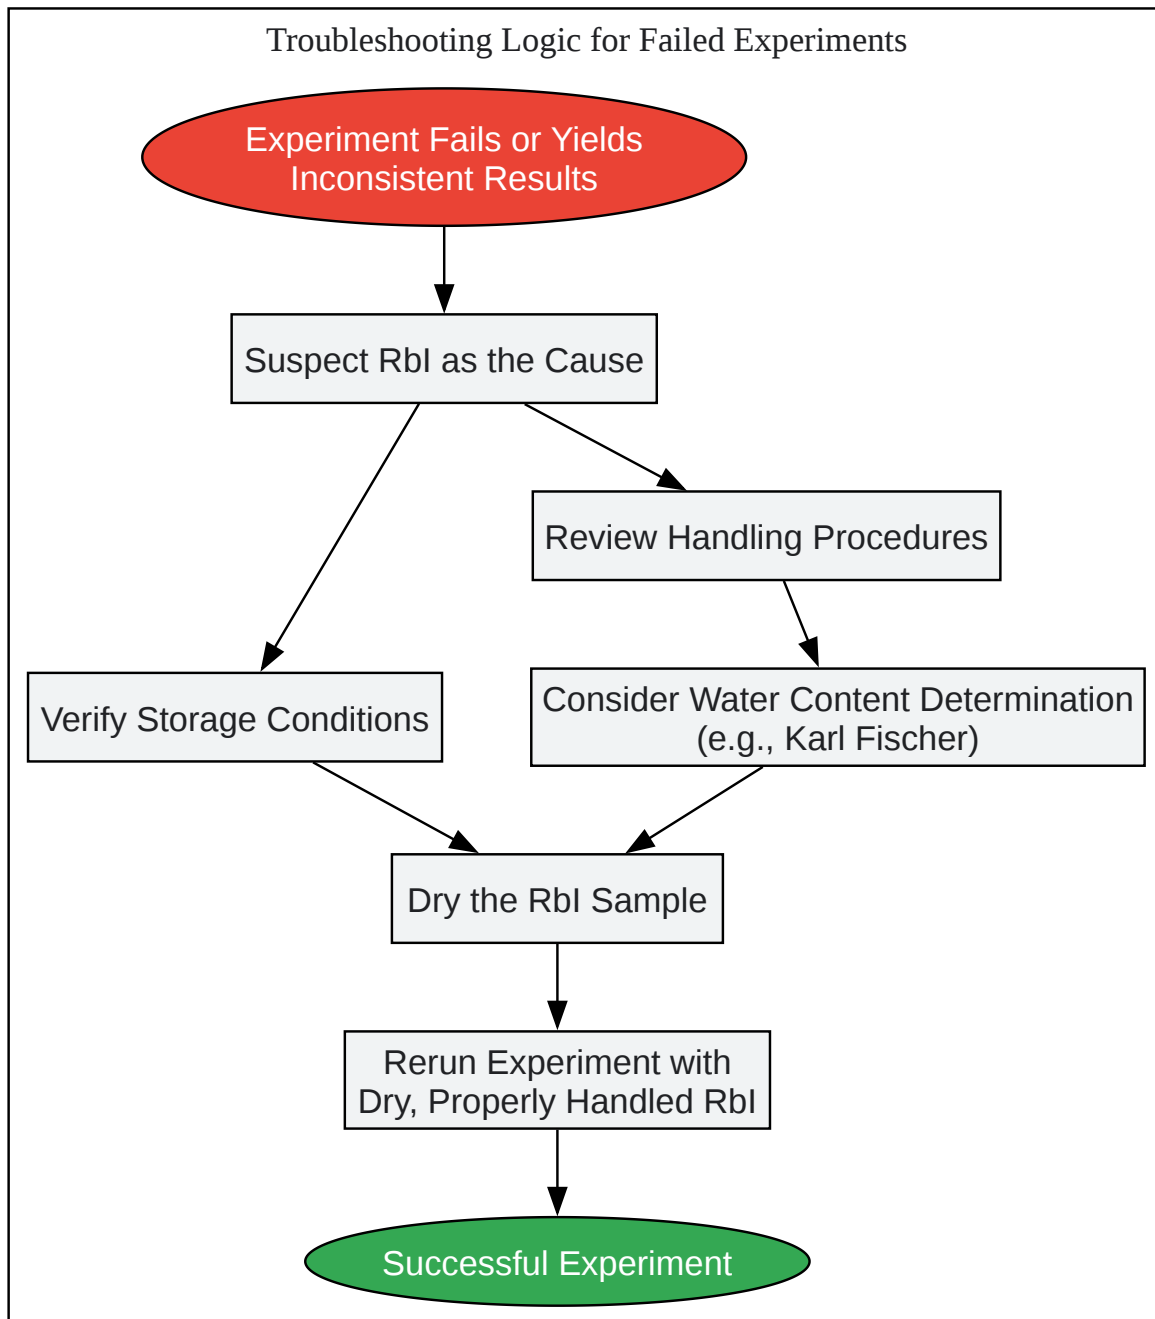 Troubleshooting Logic for Failed Experiments
Experiment Fails or Yields
Inconsistent Results
Suspect RbI as the Cause
Review Handling Procedures
Verify Storage Conditions
Consider Water Content Determination
(e.g., Karl Fischer)
Dry the RbI Sample
Rerun Experiment with
Dry, Properly Handled RbI
Successful Experiment